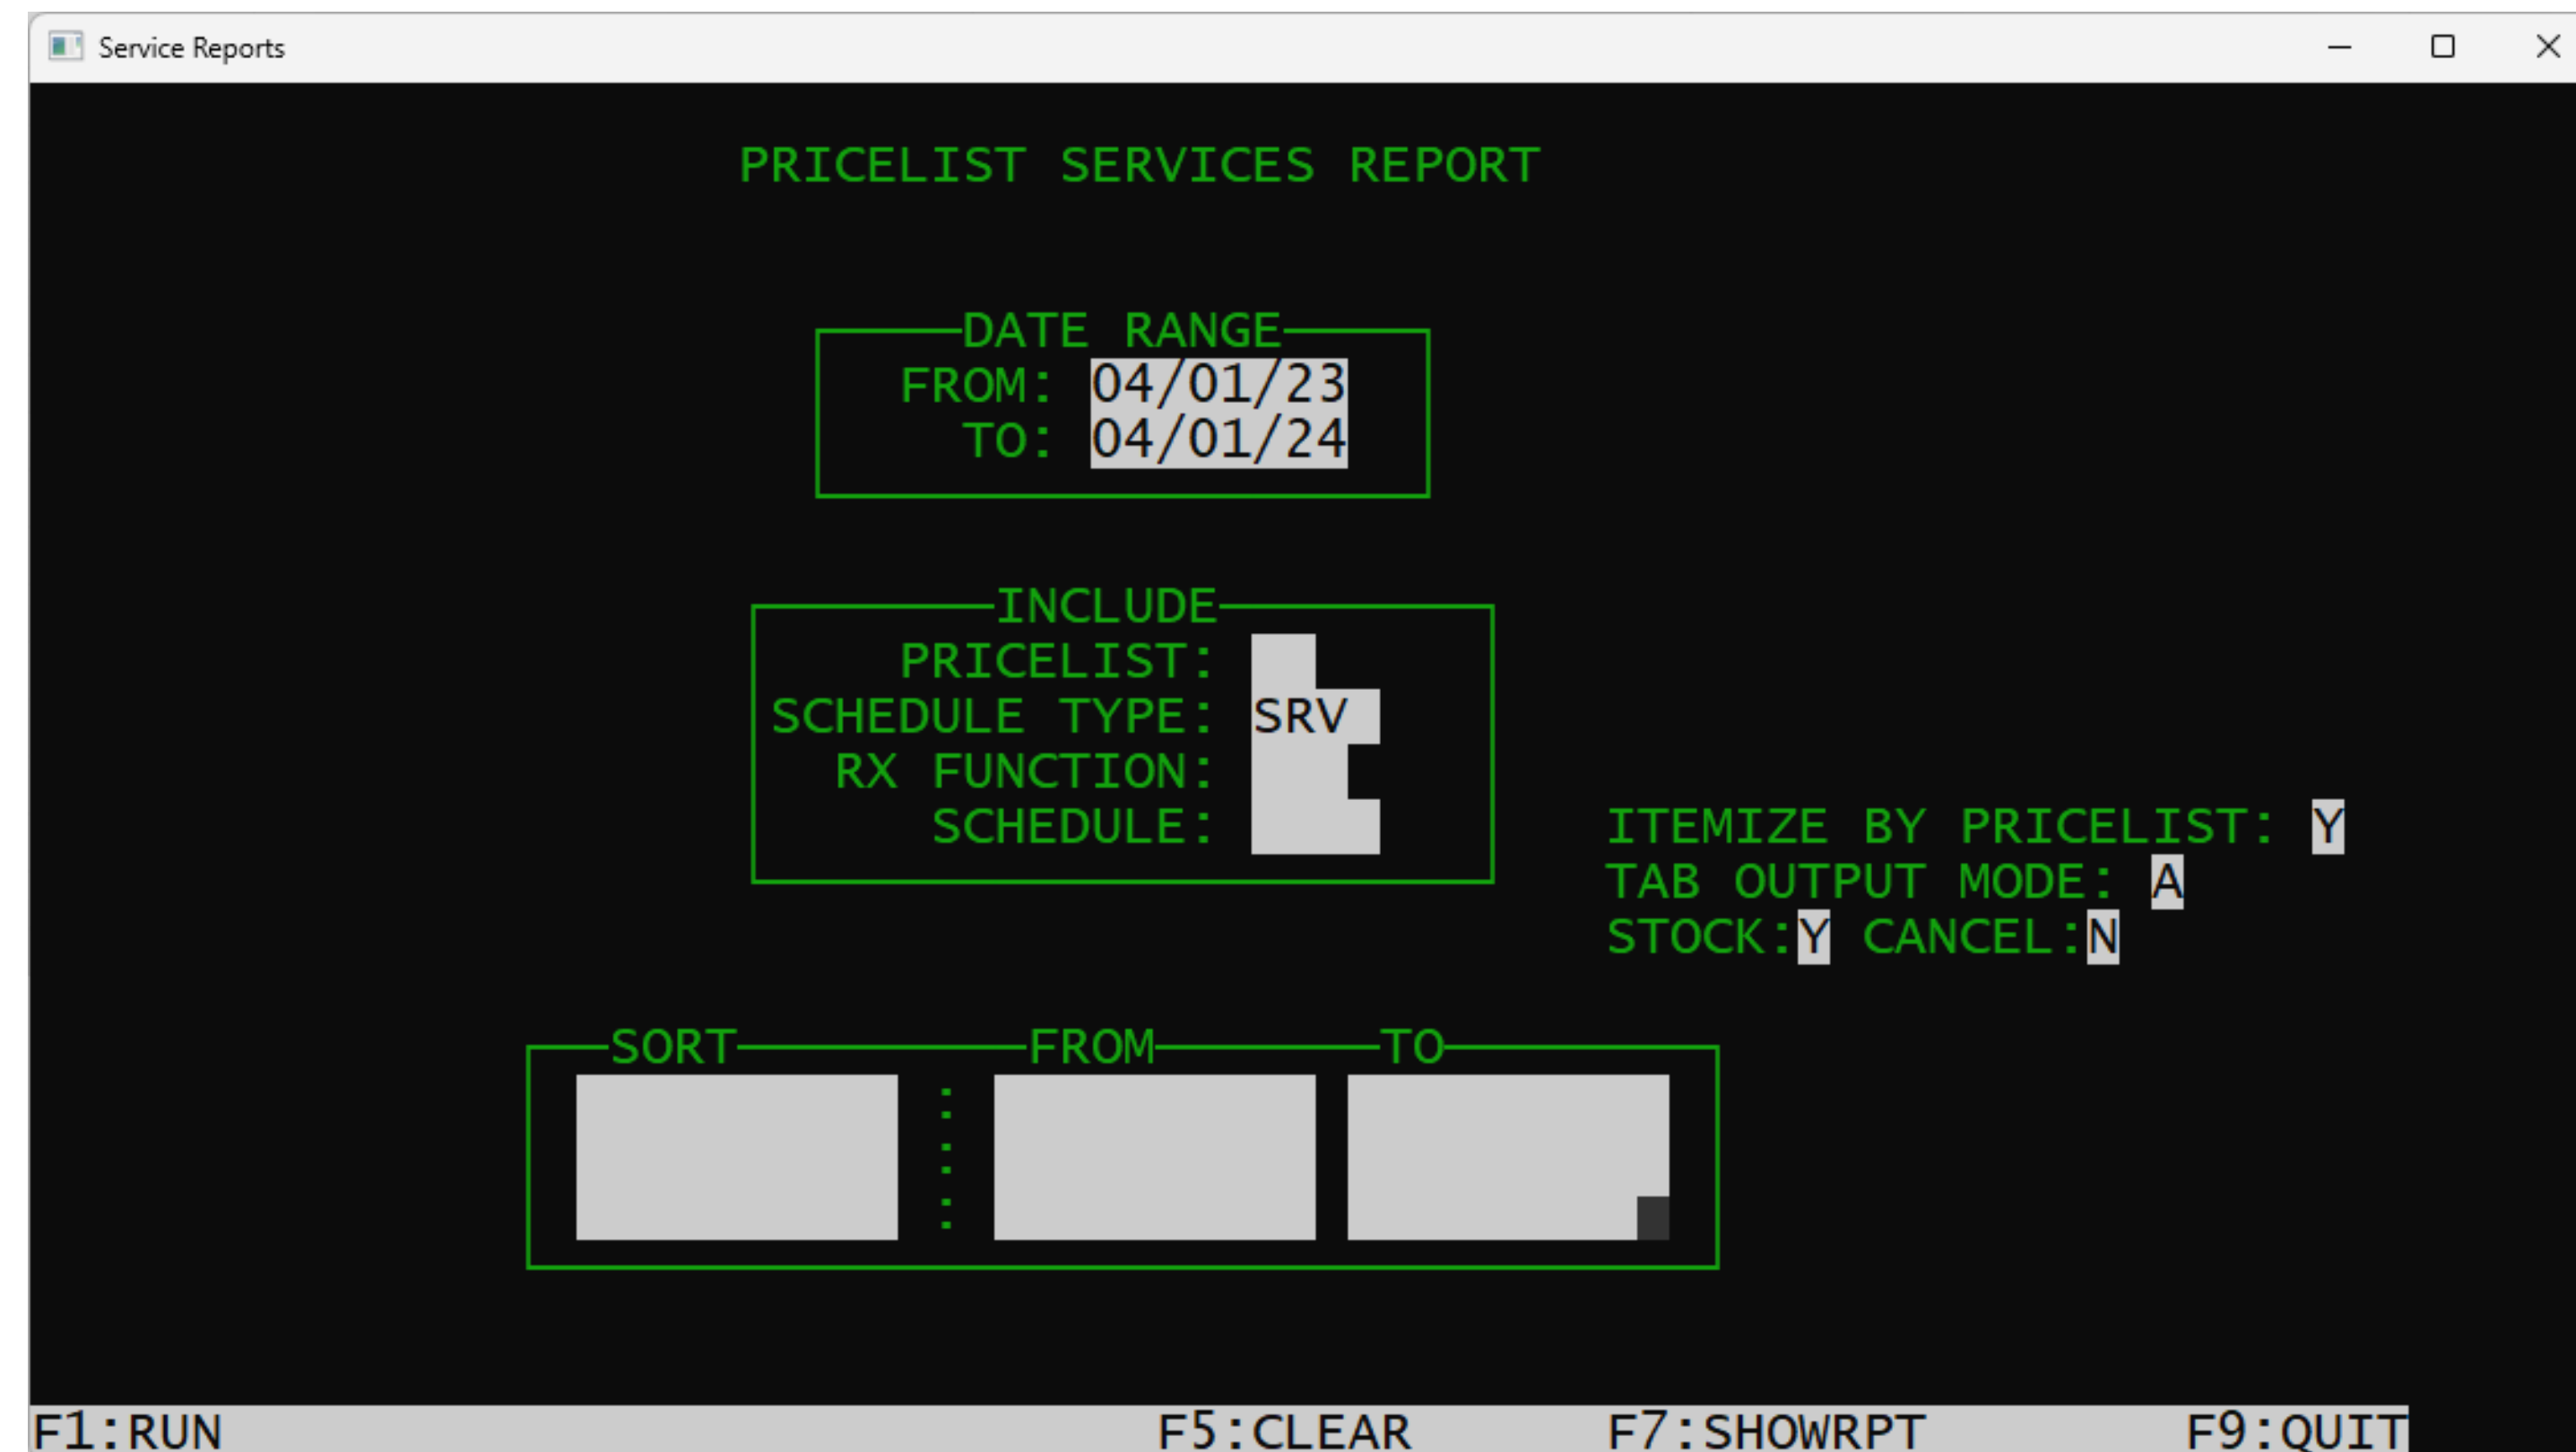 Service Reports
PRICELIST SERVICES REPORT
DATE RANGE
FROM: 04/01/23
TO: 04/01/24
INCLUDE
PRICELIST:
SCHEDULE TYPE: SRV
RX FUNCTION:
SCHEDULE:
ITEMIZE BY PRICELIST: Y
TAB OUTPUT MODE: A
STOCK:Y CANCEL:N
SORT FROM TO
:
:
:
F1:RUN F5:CLEAR F7:SHOWRPT F9:QUIT